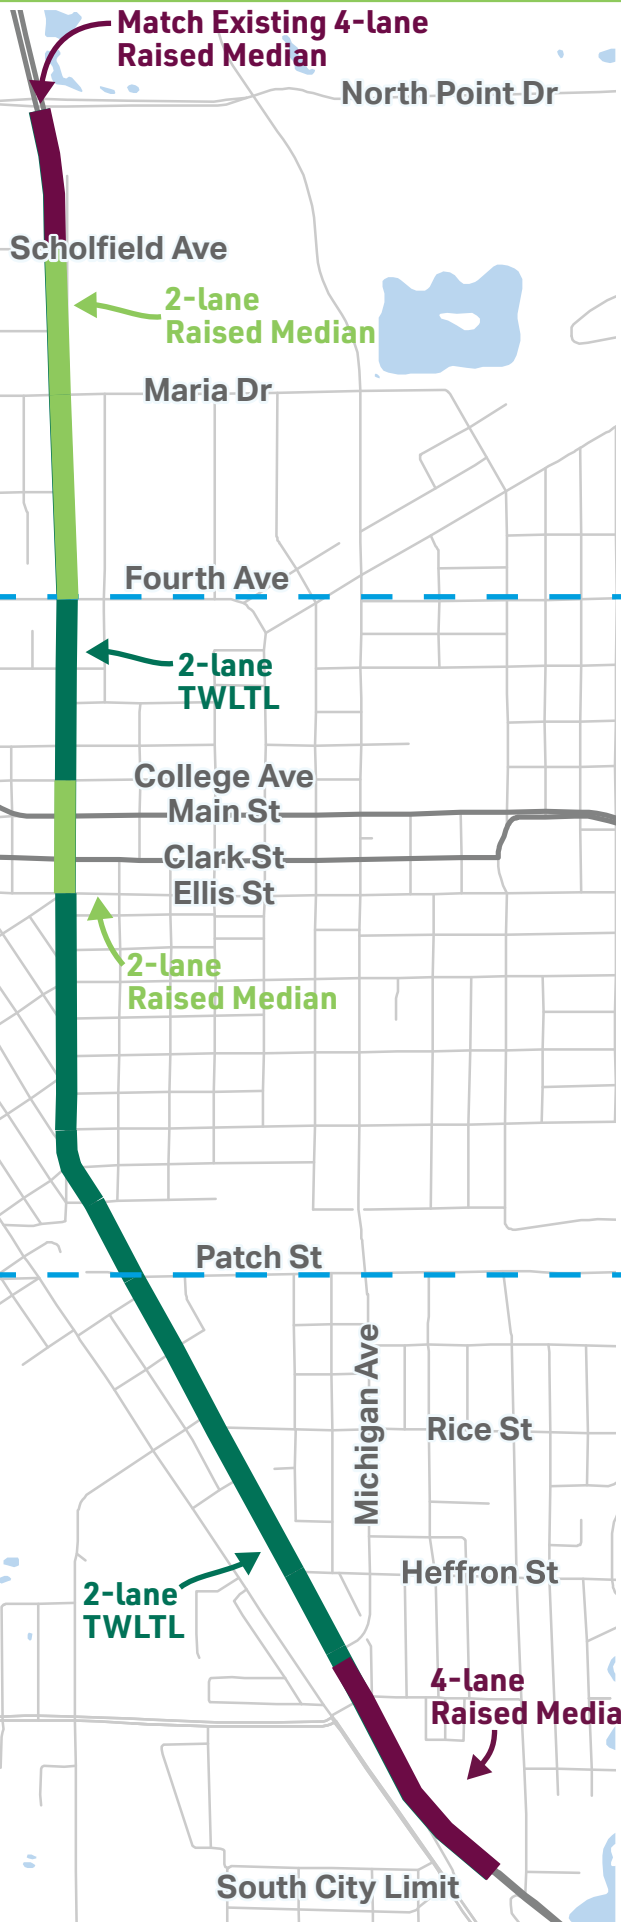 Match Existing 4-lane
Raised Median
North Point Dr
Scholfield Ave
2-lane
Raised Median
Maria Dr
Fourth Ave
2-lane
TWLTL
College Ave
Main St
Clark St
Ellis St
2-lane
Raised Median
Patch St
Michigan Ave
Rice St
Heffron St
2-lane
TWLTL
4-lane
Raised Media
South City Limit